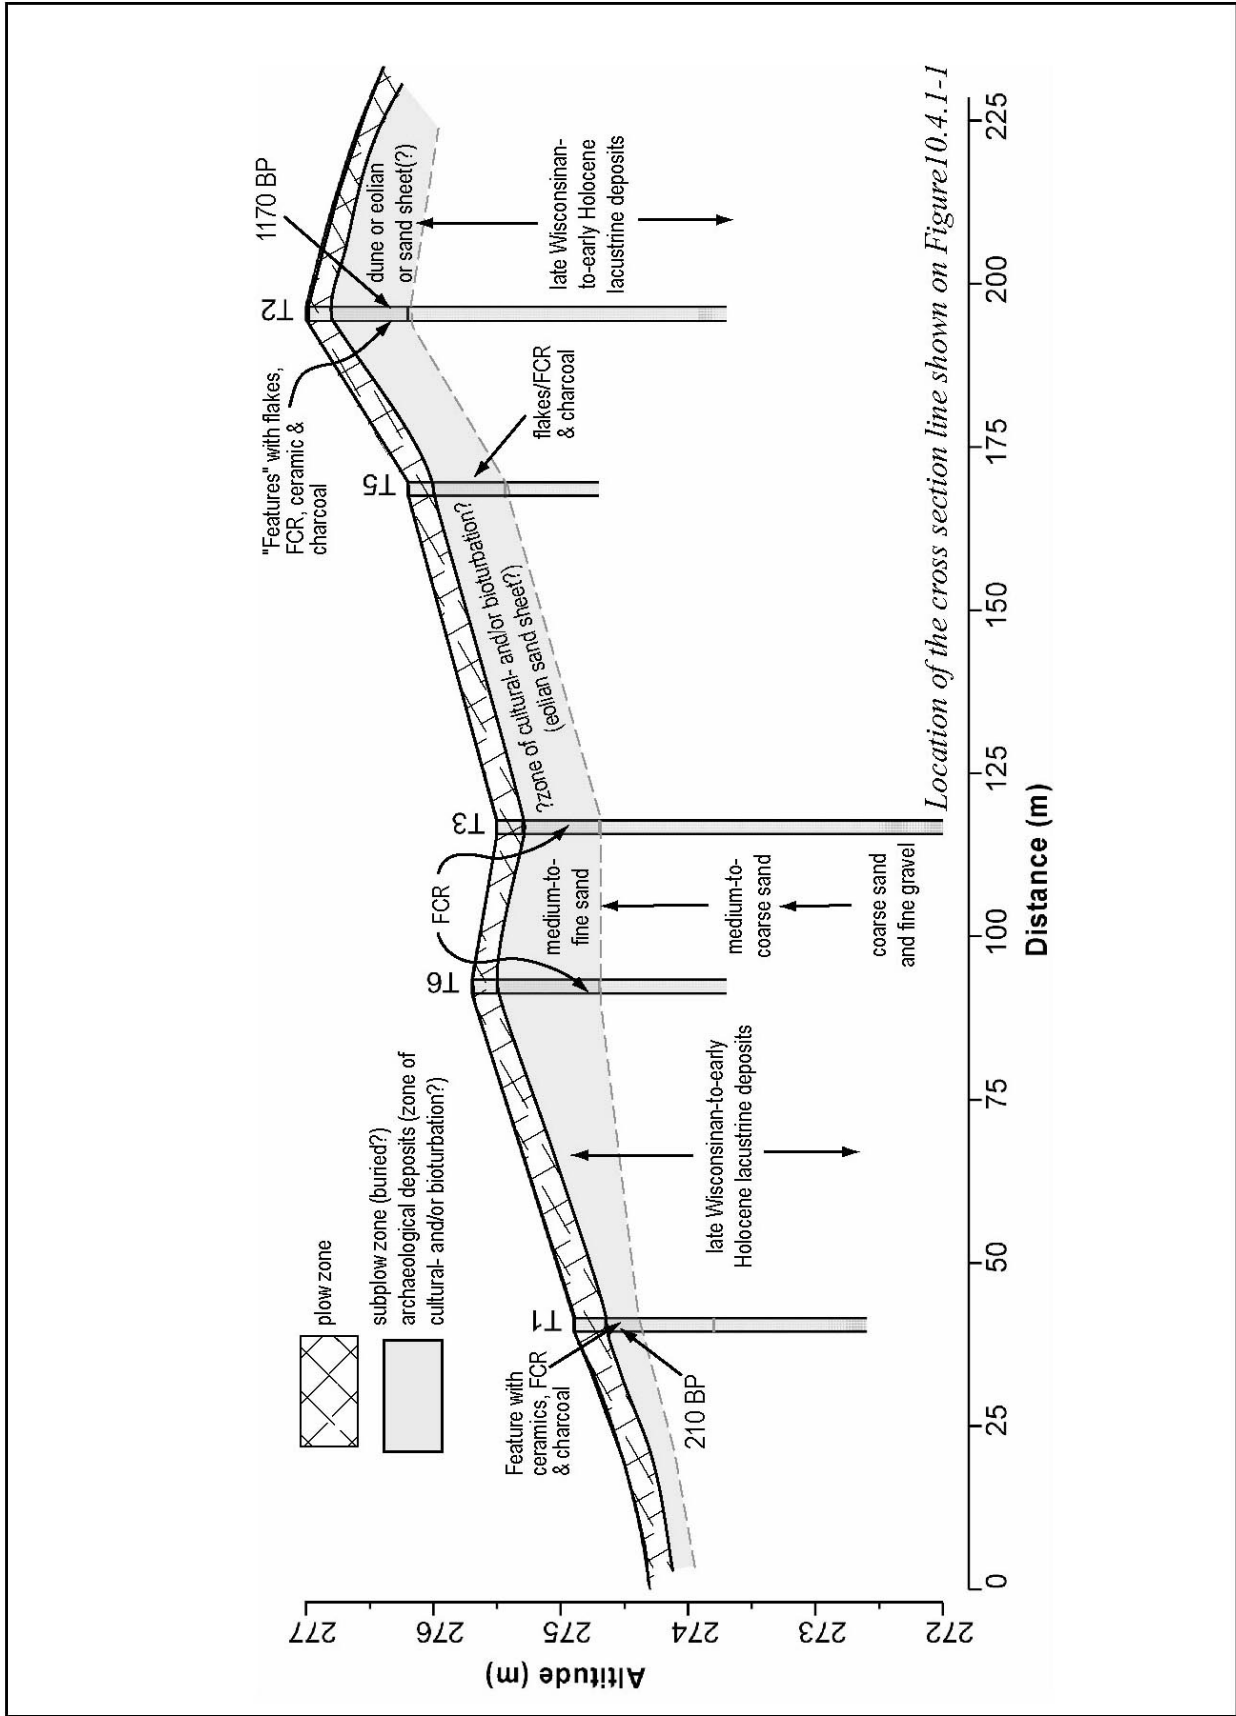 plow zone
subplow zone (buried?)
archaeological deposits (zone of
cultural- and/or bioturbation?)
"Features" with flakes,
FCR, ceramic &
charcoal
1170 BP
T2
dune or eolian
or sand sheet(?)
late Wisconsinan-
to-early Holocene
lacustrine deposits
T5
flakes/FCR
& charcoal
?zone of cultural- and/or bioturbation?
(eolian sand sheet?)
FCR
T3
T6
medium-to-
fine sand
medium-to-
coarse sand
coarse sand
and fine gravel
late Wisconsinan-to-early
Holocene lacustrine deposits
T1
Feature with
ceramics, FCR
& charcoal
210 BP
Location of the cross section line shown on Figure10.4.1-1
Altitude (m)
277
276
275
274
273
272
0
25
50
75
100
125
150
175
200
225
Distance (m)